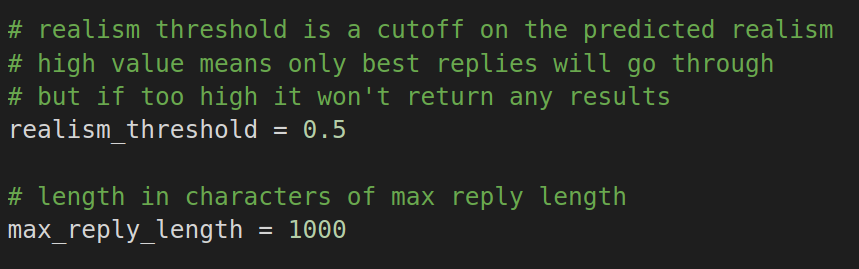 # realism threshold is a cutoff on the predicted realism
# high value means only best replies will go through
# but if too high it won't return any results
realism_threshold = 0.5
# length in characters of max reply length
max_reply_length = 1000